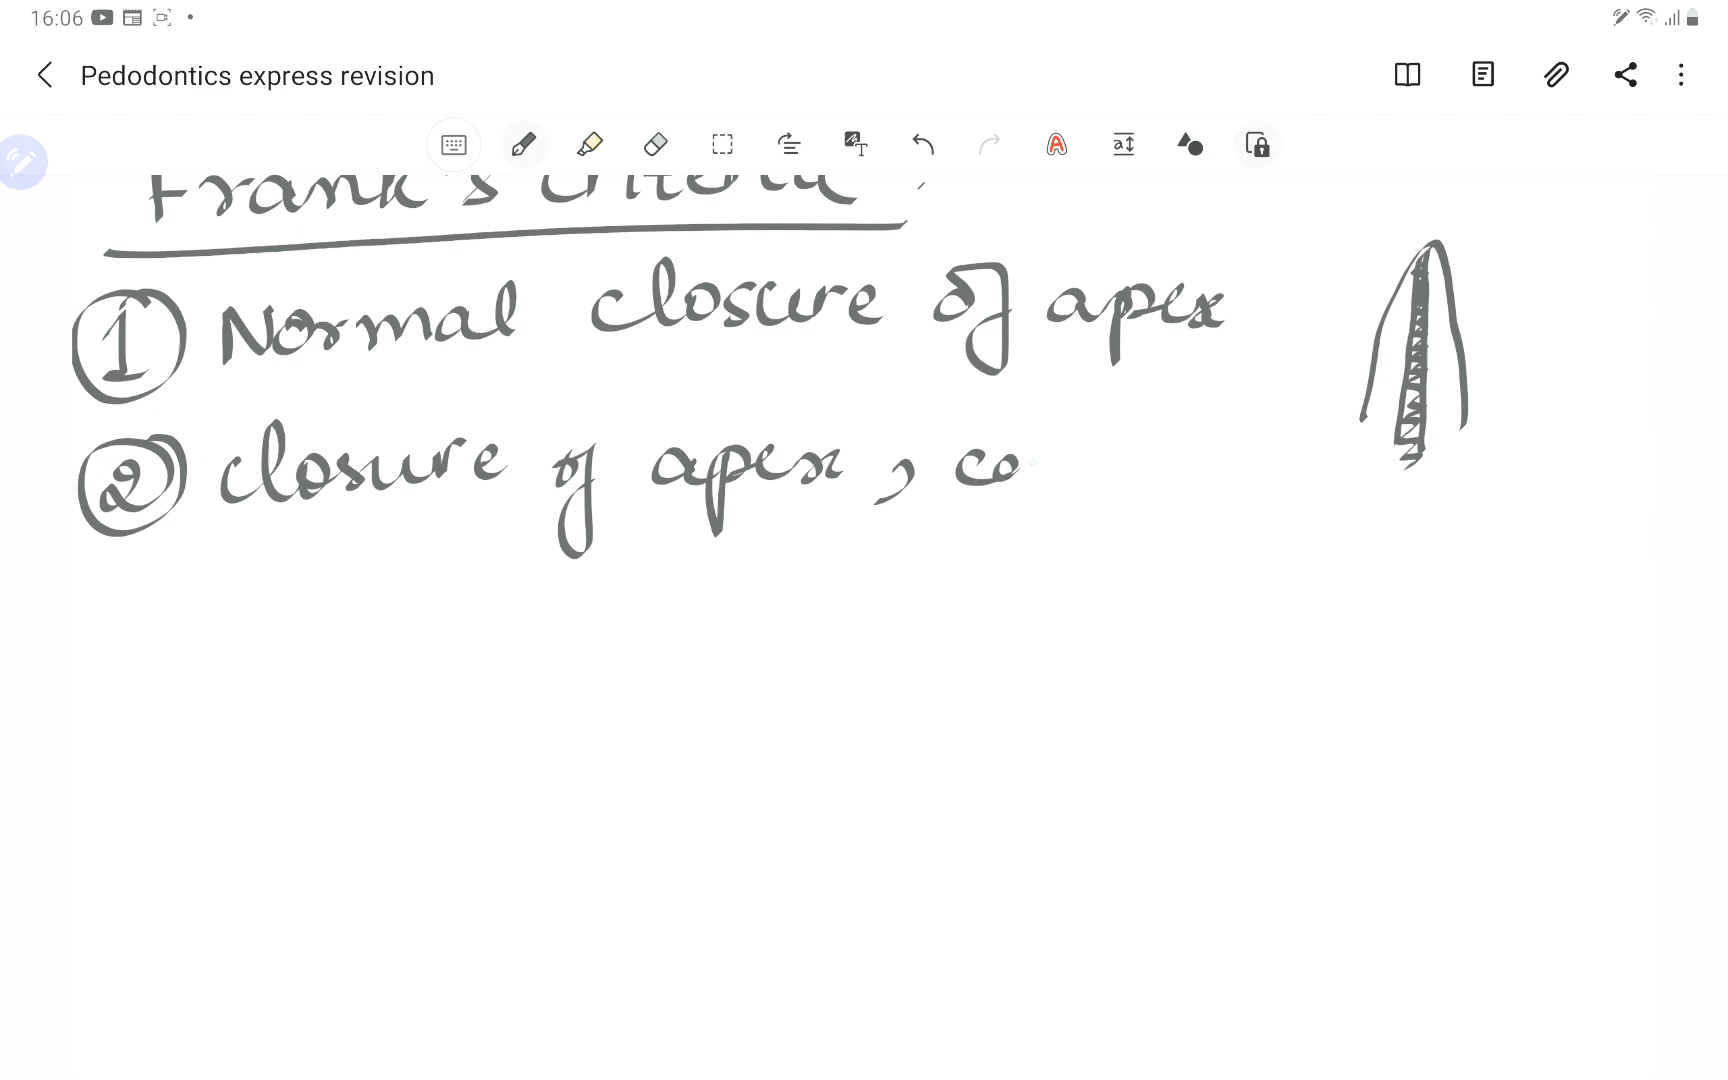 16:06
Pedodontics express revision
Frank's criteria
① Normal closure of apex
② closure of apex, co